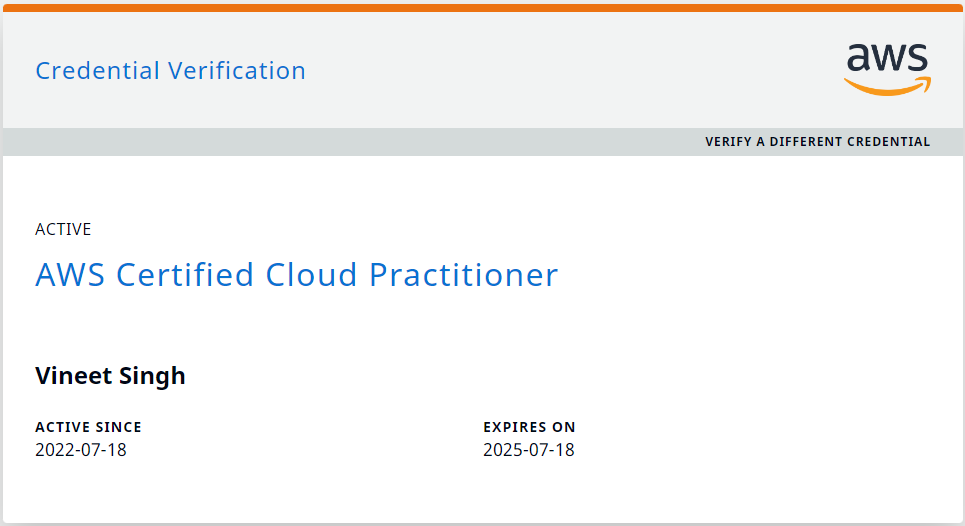 Credential Verification
aws
VERIFY A DIFFERENT CREDENTIAL
ACTIVE
AWS Certified Cloud Practitioner
Vineet Singh
ACTIVE SINCE
2022-07-18
EXPIRES ON
2025-07-18